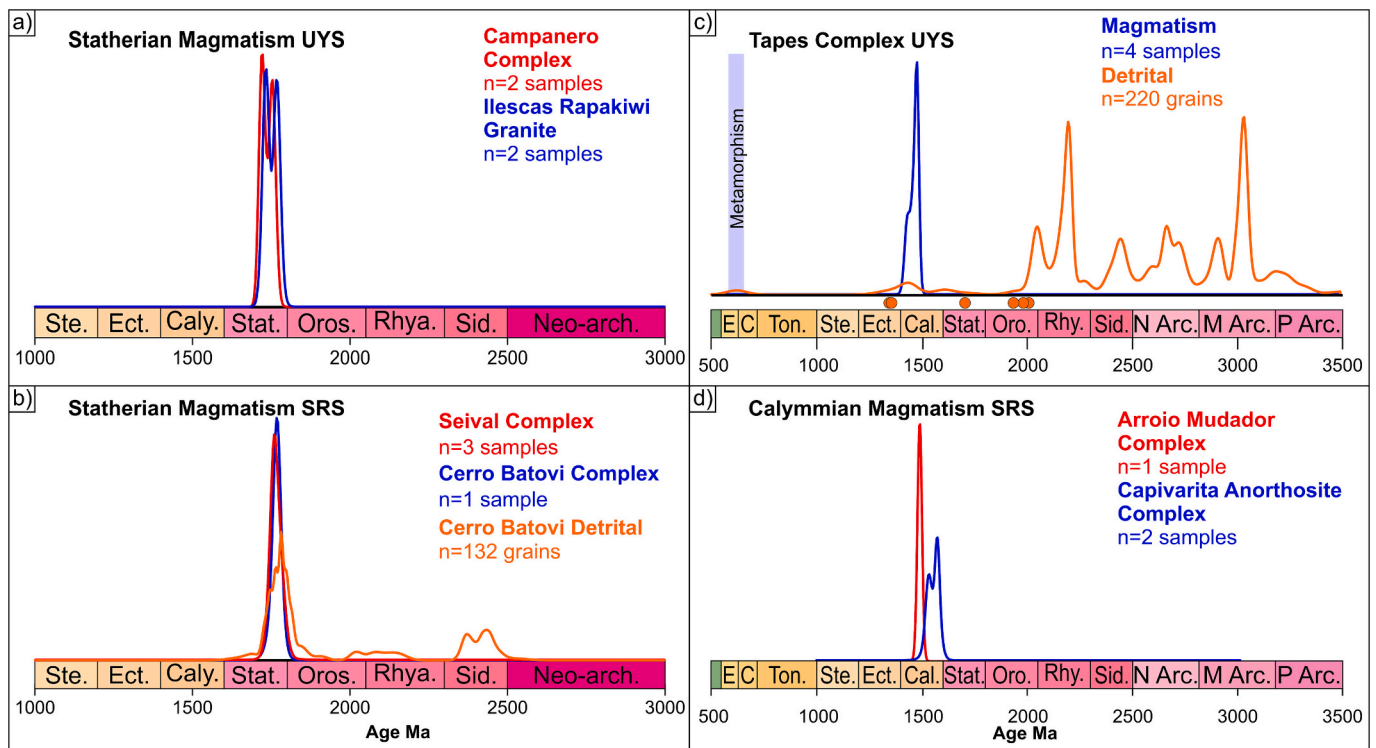 a)
Statherian Magmatism UYS
Campanero
Complex
n=2 samples
Ilescas Rapakiwi
Granite
n=2 samples
Ste. Ect. Caly. Stat. Oros. Rhya. Sid. Neo-arch.
1000 1500 2000 2500 3000
b)
Statherian Magmatism SRS
Seival Complex
n=3 samples
Cerro Batovi Complex
n=1 sample
Cerro Batovi Detrital
n=132 grains
Ste. Ect. Caly. Stat. Oros. Rhya. Sid. Neo-arch.
1000 1500 2000 2500 3000
Age Ma
c)
Tapes Complex UYS
Magmatism
n=4 samples
Detrital
n=220 grains
Metamorphism
E C Ton. Ste. Ect. Cal. Stat. Oro. Rhy. Sid. N Arc. M Arc. P Arc.
500 1000 1500 2000 2500 3000 3500
d)
Calymmian Magmatism SRS
Arroio Mudador
Complex
n=1 sample
Capivarita Anorthosite
Complex
n=2 samples
E C Ton. Ste. Ect. Cal. Stat. Oro. Rhy. Sid. N Arc. M Arc. P Arc.
500 1000 1500 2000 2500 3000 3500
Age Ma